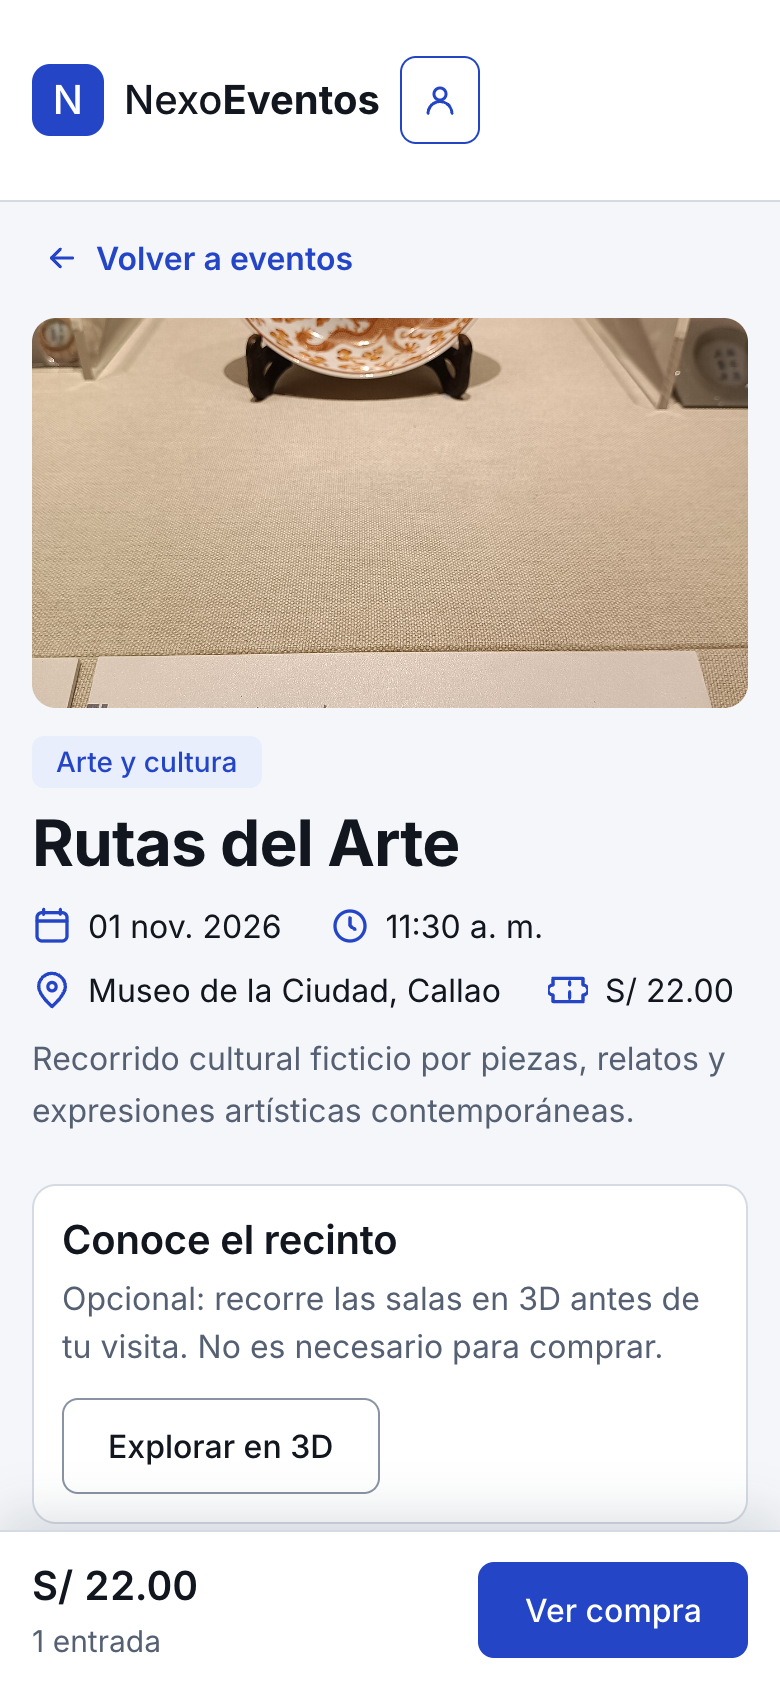 N NexoEventos
Volver a eventos
Arte y cultura
Rutas del Arte
01 nov. 2026 11:30 a. m.
Museo de la Ciudad, Callao S/ 22.00
Recorrido cultural ficticio por piezas, relatos y
expresiones artísticas contemporáneas.
Conoce el recinto
Opcional: recorre las salas en 3D antes de
tu visita. No es necesario para comprar.
Explorar en 3D
S/ 22.00
1 entrada
Ver compra